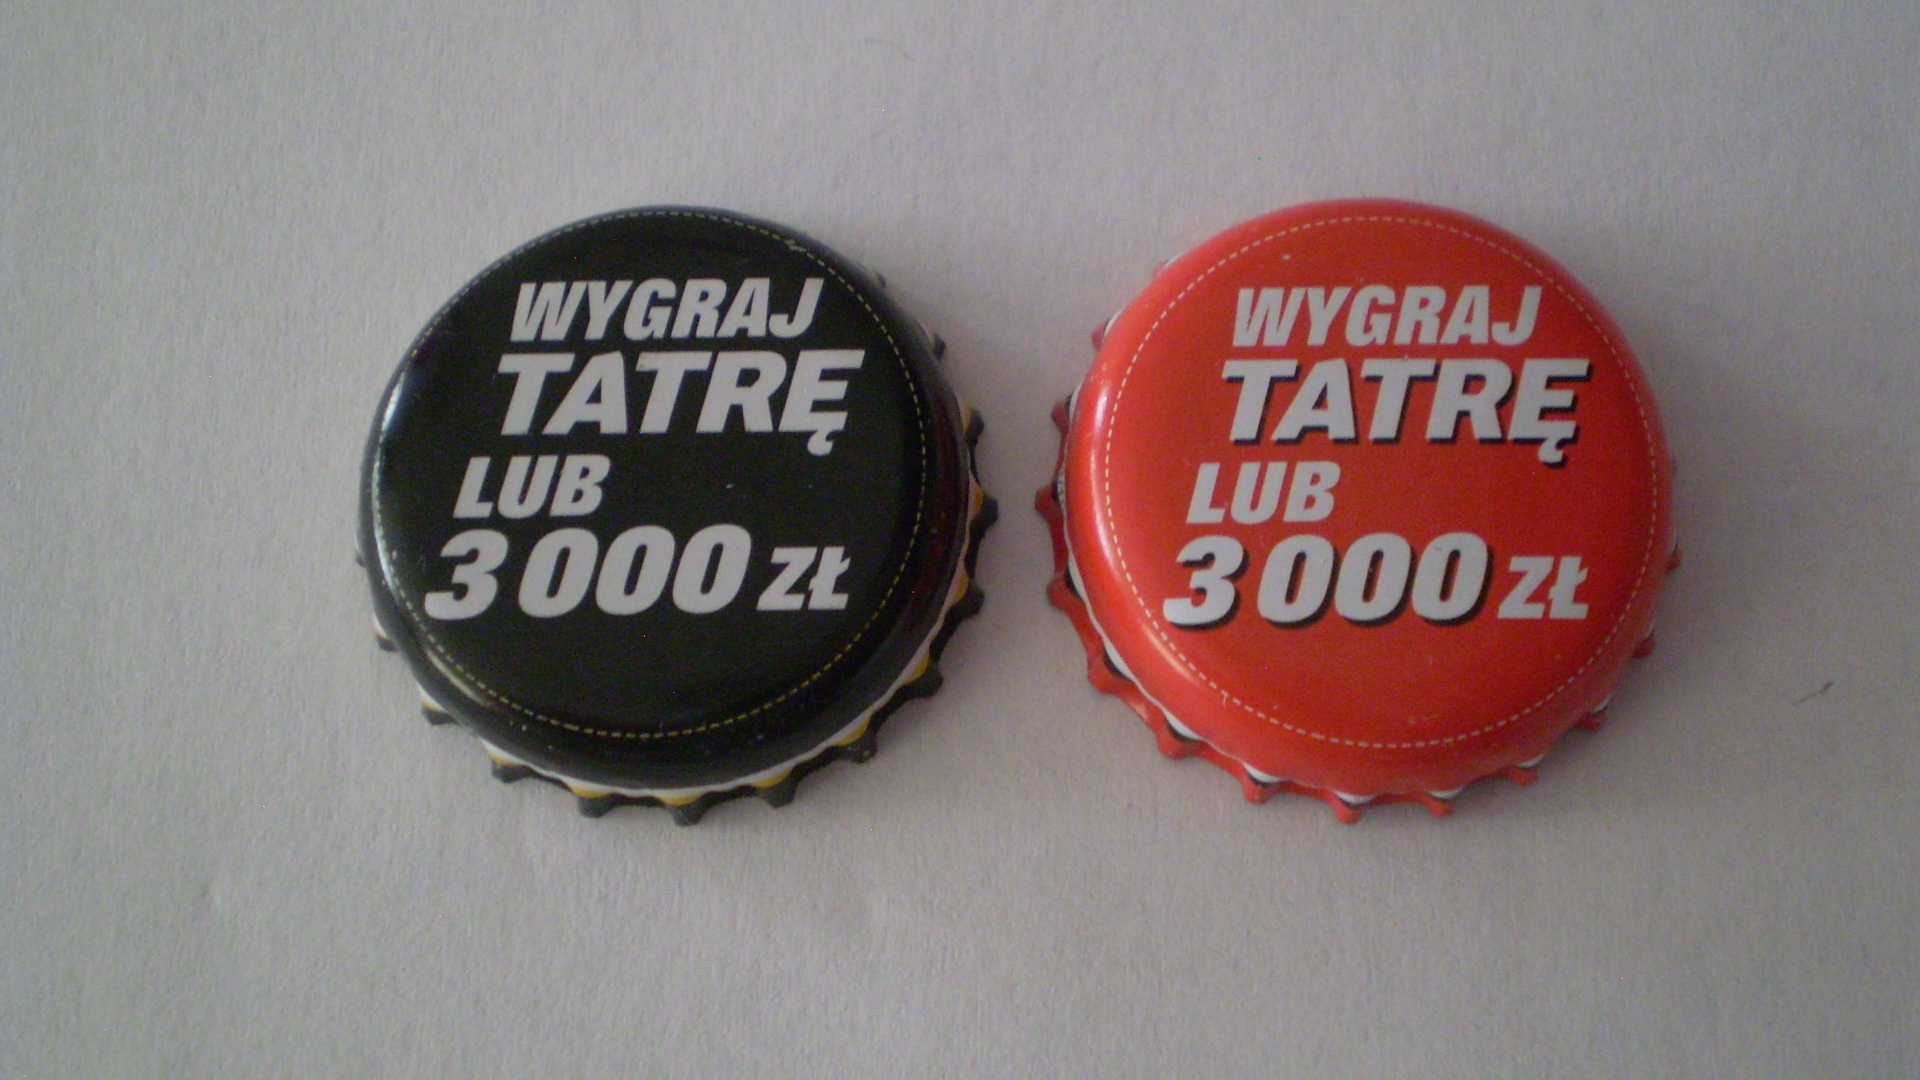 WYGRAJ
TATRĘ
LUB
3 000 ZŁ
WYGRAJ
TATRĘ
LUB
3 000 ZŁ